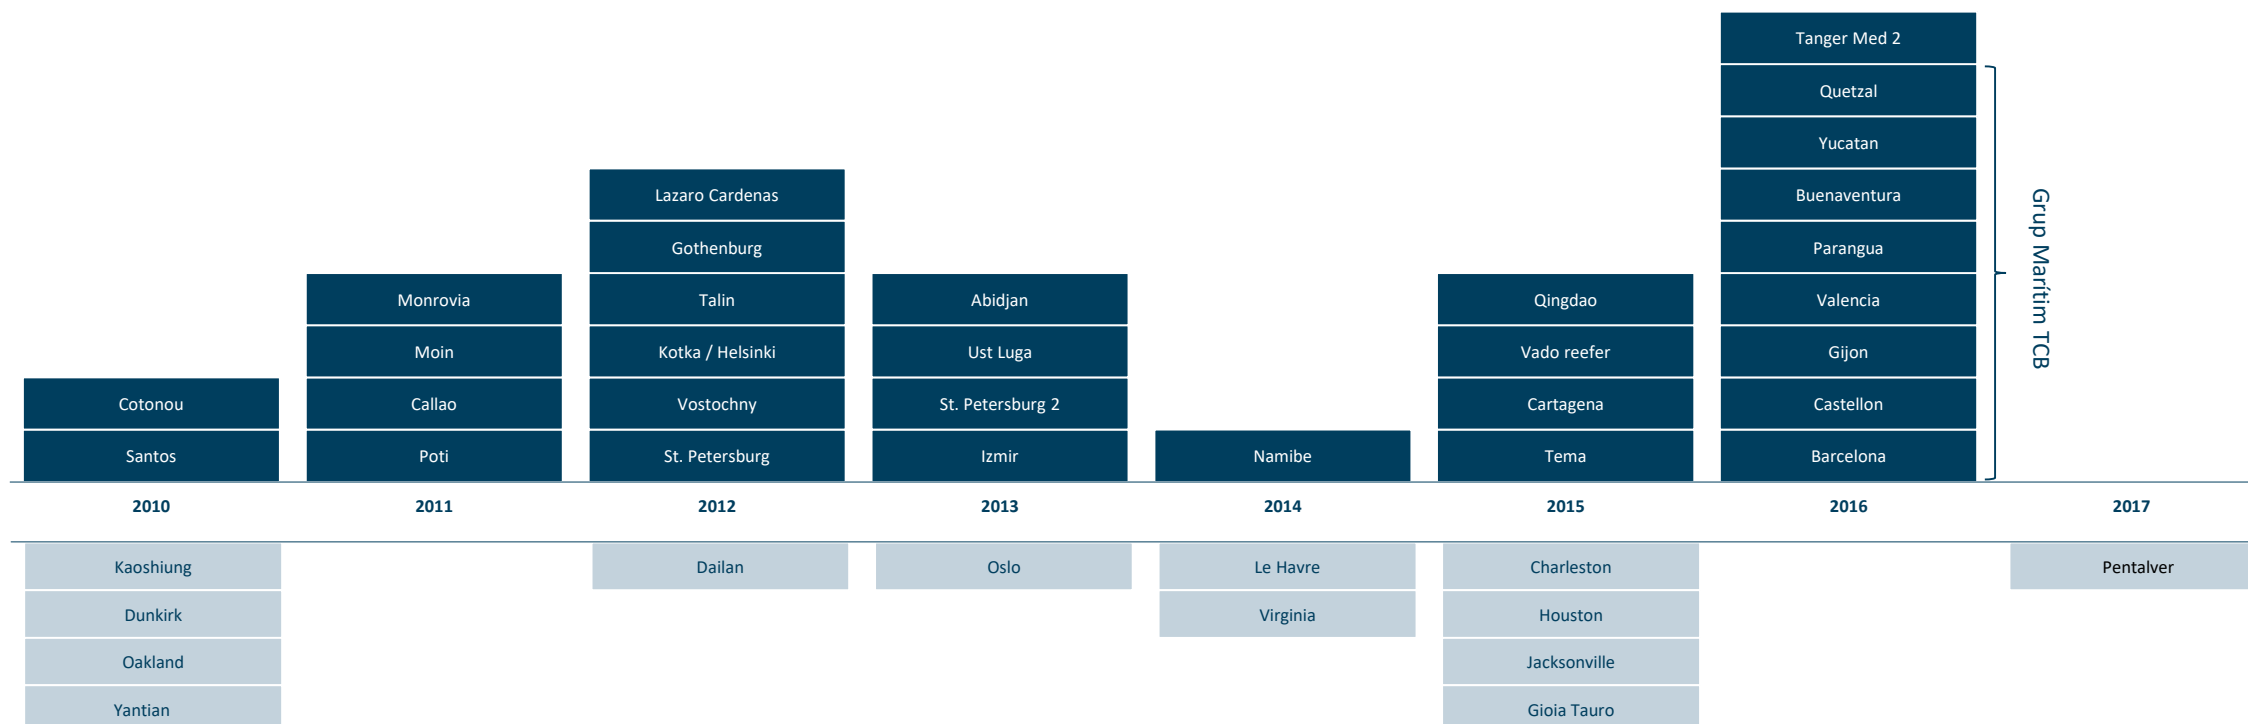 Tanger Med 2
Quetzal
Yucatan
Lazaro Cardenas
Buenaventura
Gothenburg
Parangua
Monrovia
Talin
Abidjan
Qingdao
Valencia
Moin
Kotka / Helsinki
Ust Luga
Vado reefer
Gijon
Cotonou
Callao
Vostochny
St. Petersburg 2
Cartagena
Castellon
Santos
Poti
St. Petersburg
Izmir
Namibe
Tema
Barcelona
Grup Marítim TCB
2010
2011
2012
2013
2014
2015
2016
2017
Kaoshiung
Dailan
Oslo
Le Havre
Charleston
Pentalver
Dunkirk
Virginia
Houston
Oakland
Jacksonville
Yantian
Gioia Tauro